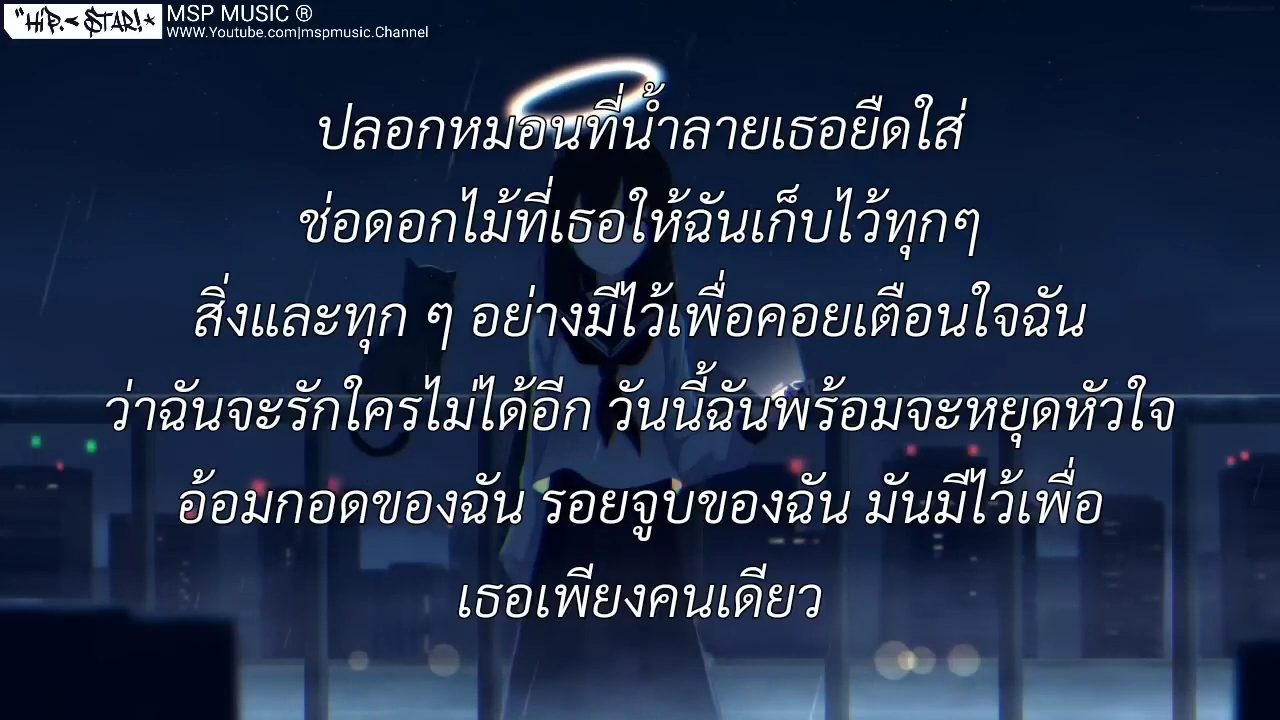 "HiP.< STAR!*
MSP MUSIC ®
WWW.Youtube.com|mspmusic.Channel
ปลอกหมอนที่น้ำลายเธอยืดใส่
ช่อดอกไม้ที่เธอให้ฉันเก็บไว้ทุกๆ
สิ่งและทุก ๆ อย่างมีไว้เพื่อคอยเตือนใจฉัน
ว่าฉันจะรักใครไม่ได้อีก วันนี้ฉันพร้อมจะหยุดหัวใจ
อ้อมกอดของฉัน รอยจูบของฉัน มันมีไว้เพื่อ
เธอเพียงคนเดียว